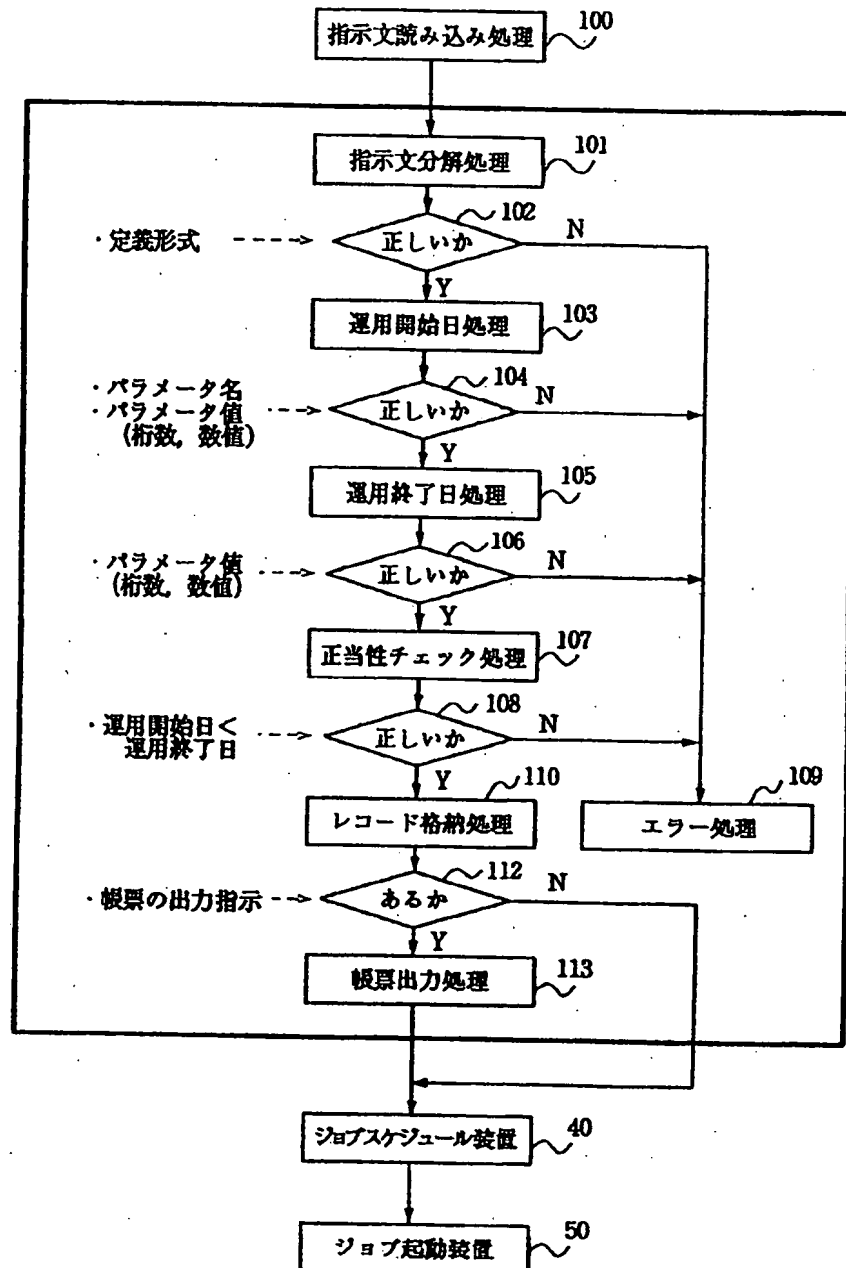 指示文読み込み処理 100
指示文分解処理 101
102
・定義形式
正しいか
N
Y
運用開始日処理 103
104
・パラメータ名
・パラメータ値
(桁数, 数値)
正しいか
N
Y
運用終了日処理 105
106
・パラメータ値
(桁数, 数値)
正しいか
N
Y
正当性チェック処理 107
108
・運用開始日<
運用終了日
正しいか
N
Y
110
レコード格納処理
109
エラー処理
112
・帳票の出力指示
あるか
N
Y
帳票出力処理 113
ジョブスケジュール装置 40
ジョブ起動装置 50